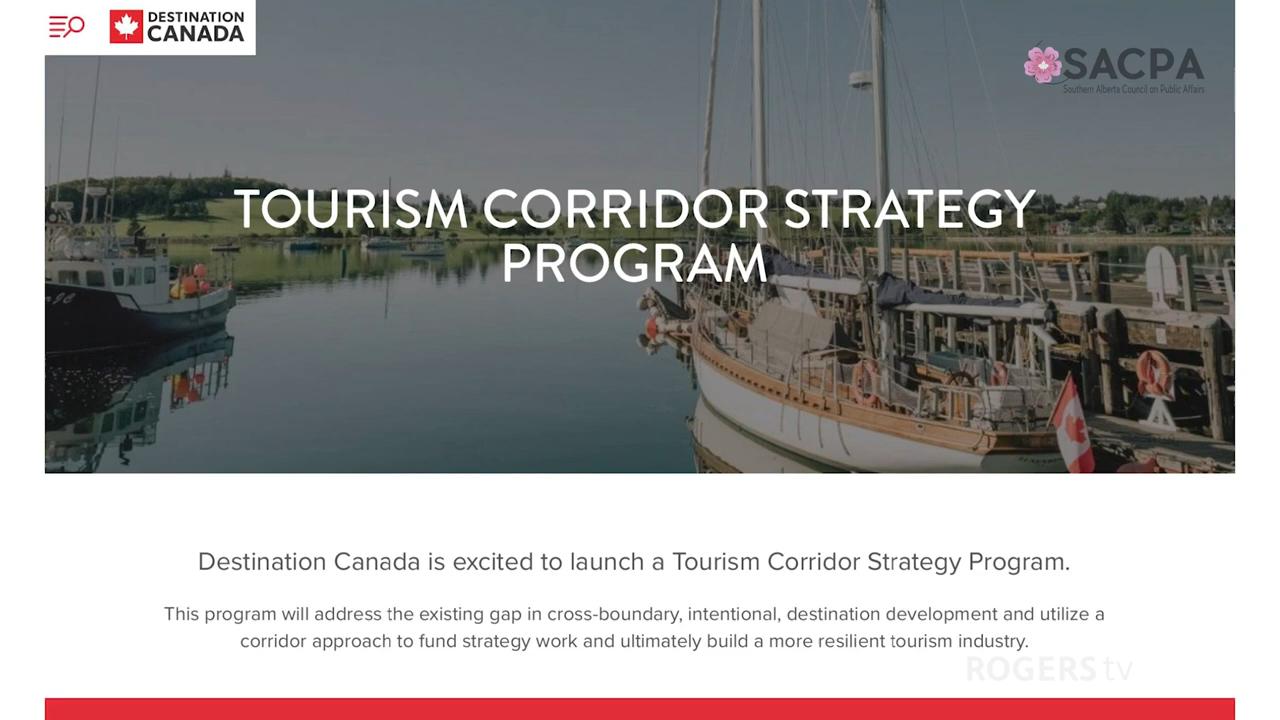 DESTINATION
CANADA
SACPA
Southern Alberta Council on Public Affairs
TOURISM CORRIDOR STRATEGY
PROGRAM
Destination Canada is excited to launch a Tourism Corridor Strategy Program.
This program will address the existing gap in cross-boundary, intentional, destination development and utilize a
corridor approach to fund strategy work and ultimately build a more resilient tourism industry.
ROGERS tv